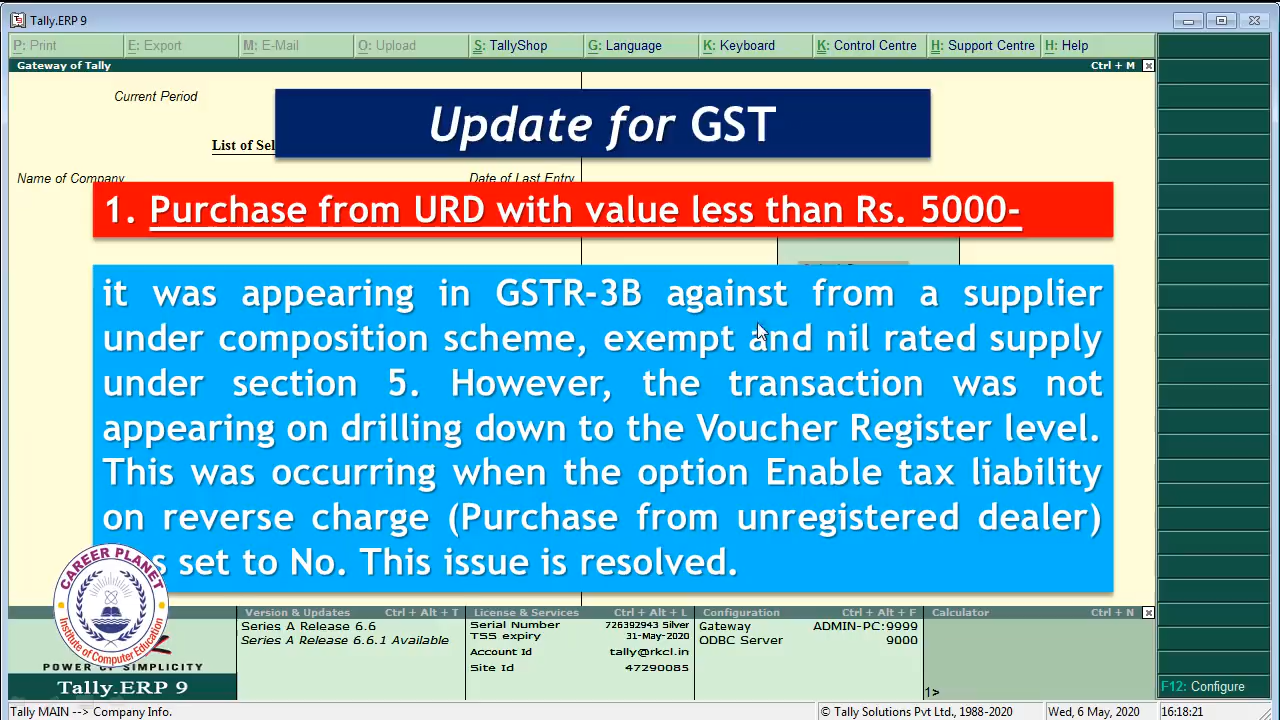 Tally.ERP 9
P: Print E: Export M: E-Mail O: Upload S: TallyShop G: Language K: Keyboard K: Control Centre H: Support Centre H: Help
Gateway of Tally Ctrl + M
Current Period
Update for GST
List of Sel
Name of Company Date of Last Entry
1. Purchase from URD with value less than Rs. 5000-
it was appearing in GSTR-3B against from a supplier
under composition scheme, exempt and nil rated supply
under section 5. However, the transaction was not
appearing on drilling down to the Voucher Register level.
This was occurring when the option Enable tax liability
on reverse charge (Purchase from unregistered dealer)
s set to No. This issue is resolved.
CAREER PLANET
Institute of Computer Education
POWER OF SIMPLICITY
Tally.ERP 9
Version & Updates Ctrl + Alt + T
Series A Release 6.6
Series A Release 6.6.1 Available
License & Services Ctrl + Alt + L
Serial Number 726392943 Silver
TSS expiry 31-May-2020
Account Id tally@rkcl.in
Site Id 47290085
Configuration Ctrl + Alt + F
Gateway ADMIN-PC:9999
ODBC Server 9000
Calculator Ctrl + N
1>
F12: Configure
Tally MAIN --> Company Info. © Tally Solutions Pvt Ltd., 1988-2020 Wed, 6 May, 2020 16:18:21